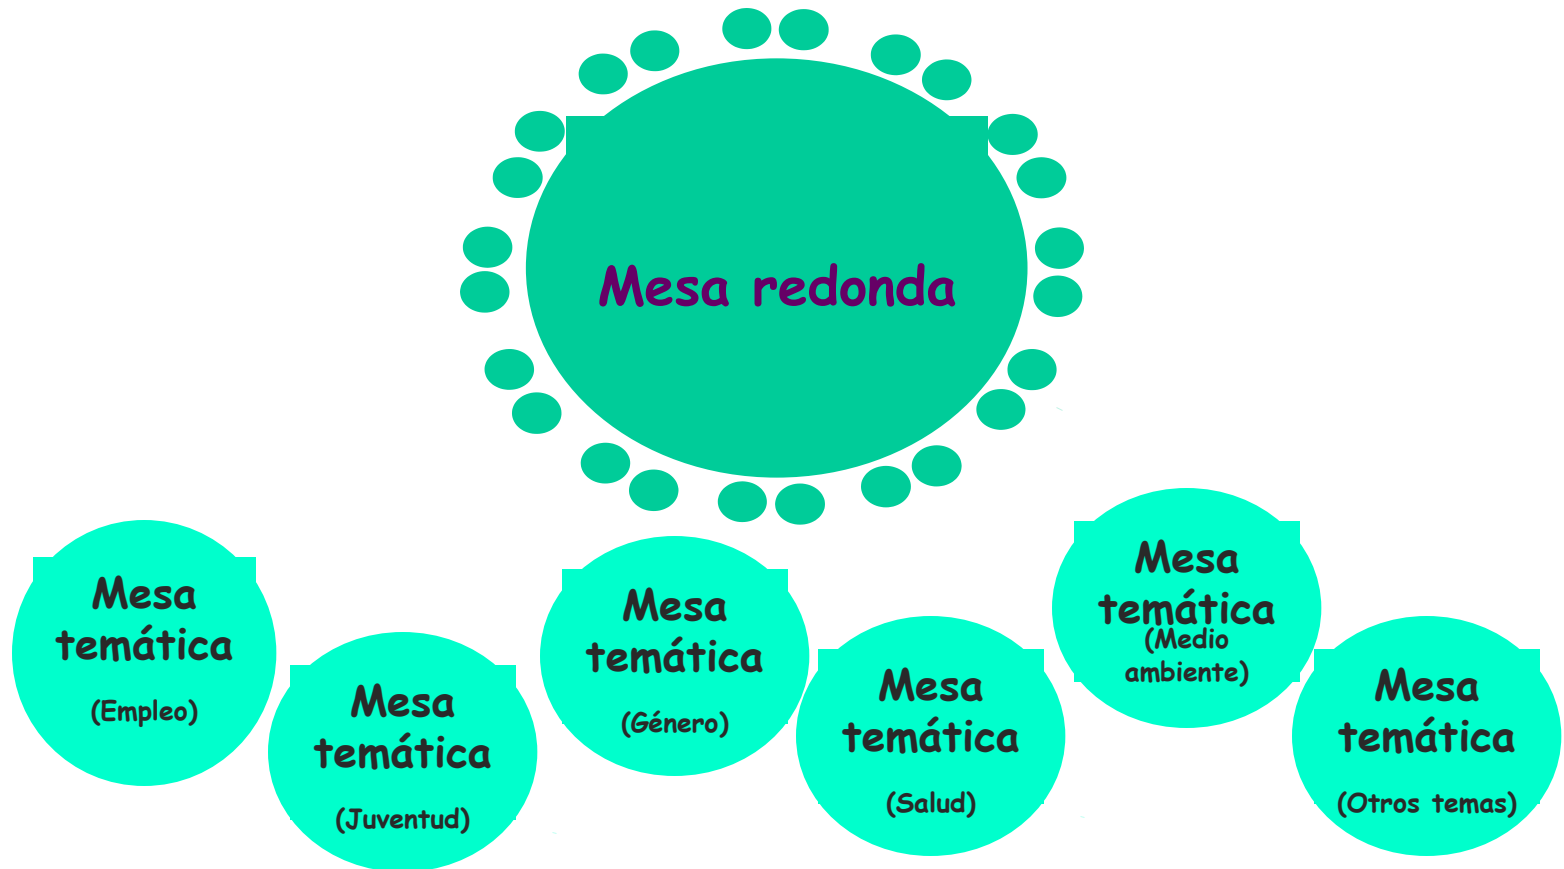 Mesa redonda
Mesa
temática
(Empleo)
Mesa
temática
(Juventud)
Mesa
temática
(Género)
Mesa
temática
(Salud)
Mesa
temática
(Medio
ambiente)
Mesa
temática
(Otros temas)